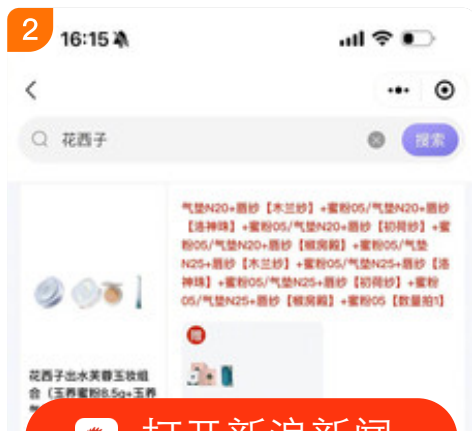 2
16:15
花西子
搜索
气垫N20+唇纱【木兰纱】+蜜粉05/气垫N20+唇纱
【洛神珠】+蜜粉05/气垫N20+唇纱【初荷纱】+蜜
粉05/气垫N20+唇纱【椒房殿】+蜜粉05/气垫
N25+唇纱【木兰纱】+蜜粉05/气垫N25+唇纱【洛
神珠】+蜜粉05/气垫N25+唇纱【初荷纱】+蜜粉
05/气垫N25+唇纱【椒房殿】+蜜粉05【数量拍1】
赠
花西子出水芙蓉玉妆组
合（玉养蜜粉8.5g+玉养
打开新浪新闻